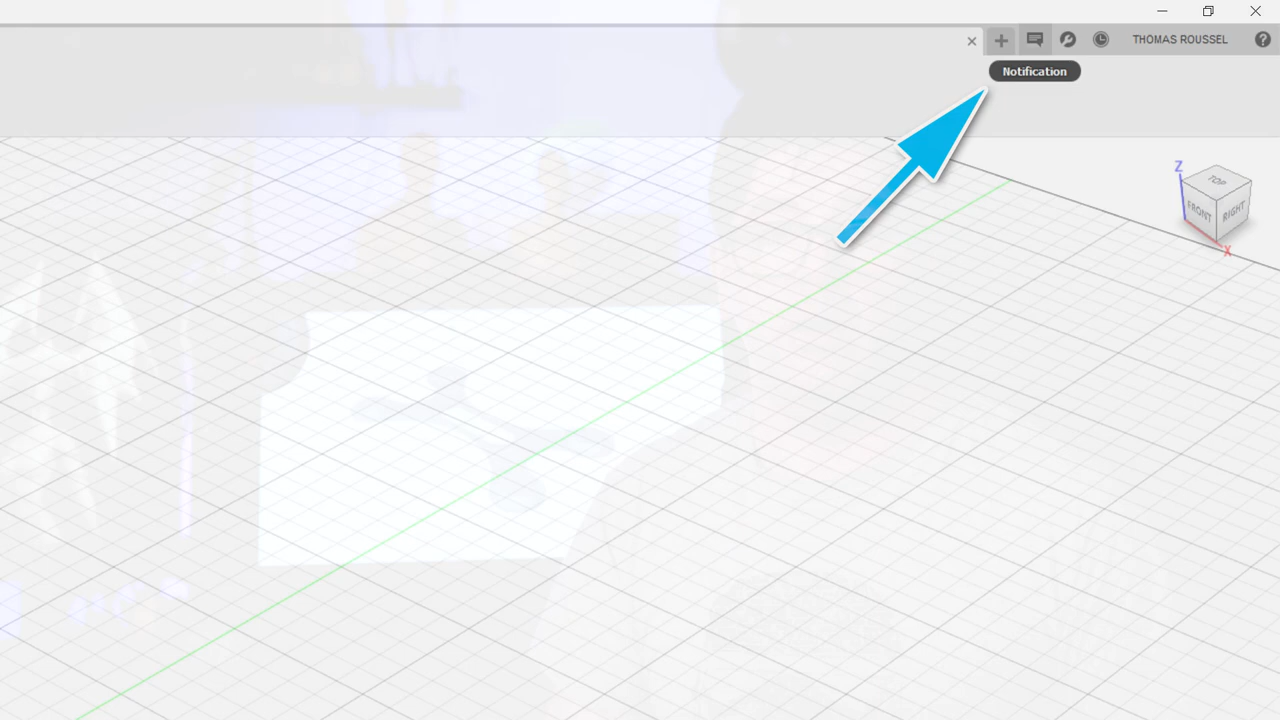 THOMAS ROUSSEL
Notification
Z
TOP
FRONT
RIGHT
X